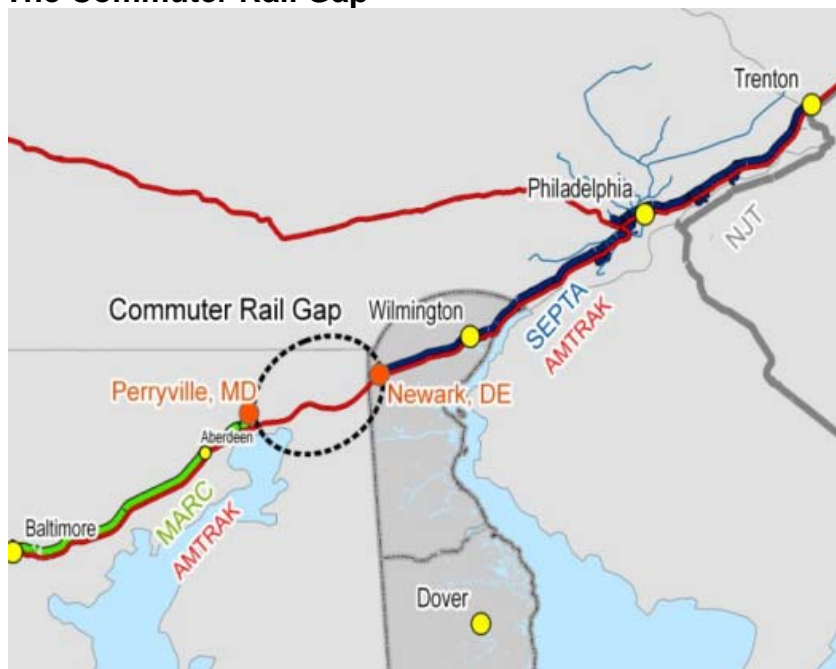 The Commuter Rail Gap
Trenton
Philadelphia
NJT
Commuter Rail Gap
Wilmington
SEPTA
AMTRAK
Perryville, MD
Newark, DE
Aberdeen
MARC
AMTRAK
Baltimore
Dover